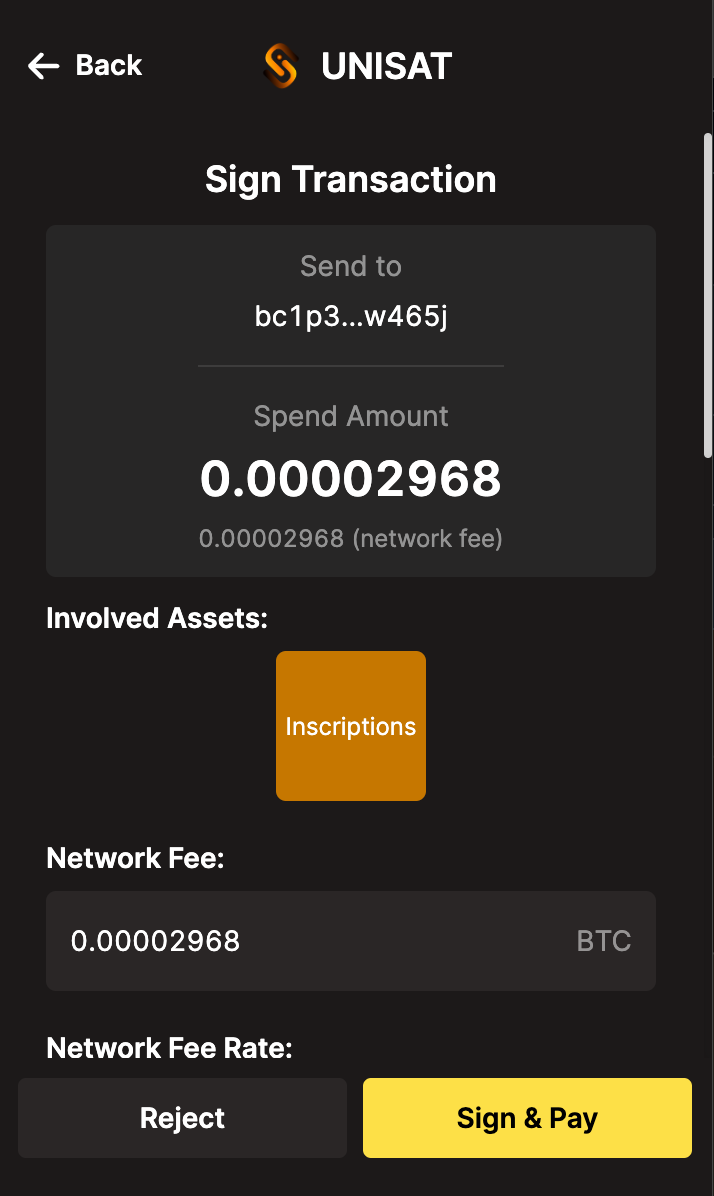 Back
UNISAT
Sign Transaction
Send to
bc1p3...w465j
Spend Amount
0.00002968
0.00002968 (network fee)
Involved Assets:
Inscriptions
Network Fee:
0.00002968 BTC
Network Fee Rate:
Reject
Sign & Pay